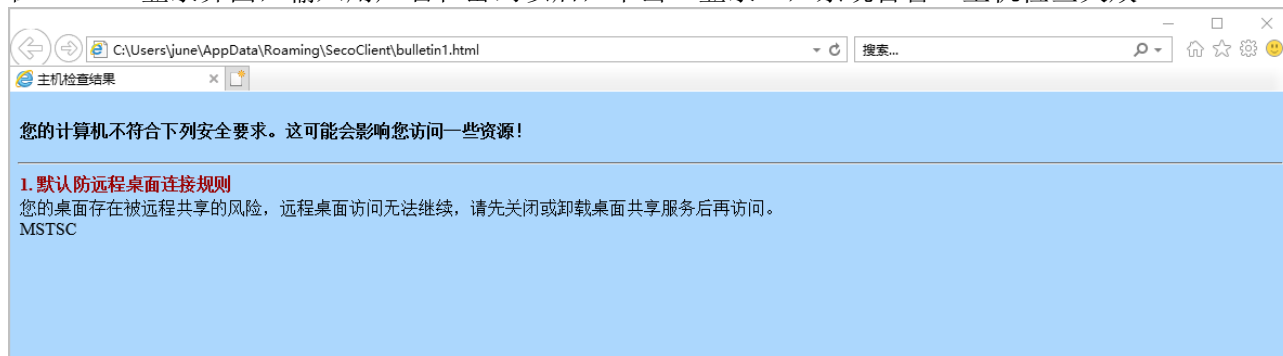 C:\Users\june\AppData\Roaming\SecoClient\bulletin1.html
搜索...
主机检查结果
您的计算机不符合下列安全要求。这可能会影响您访问一些资源！
1. 默认防远程桌面连接规则
您的桌面存在被远程共享的风险，远程桌面访问无法继续，请先关闭或卸载桌面共享服务后再访问。
MSTSC